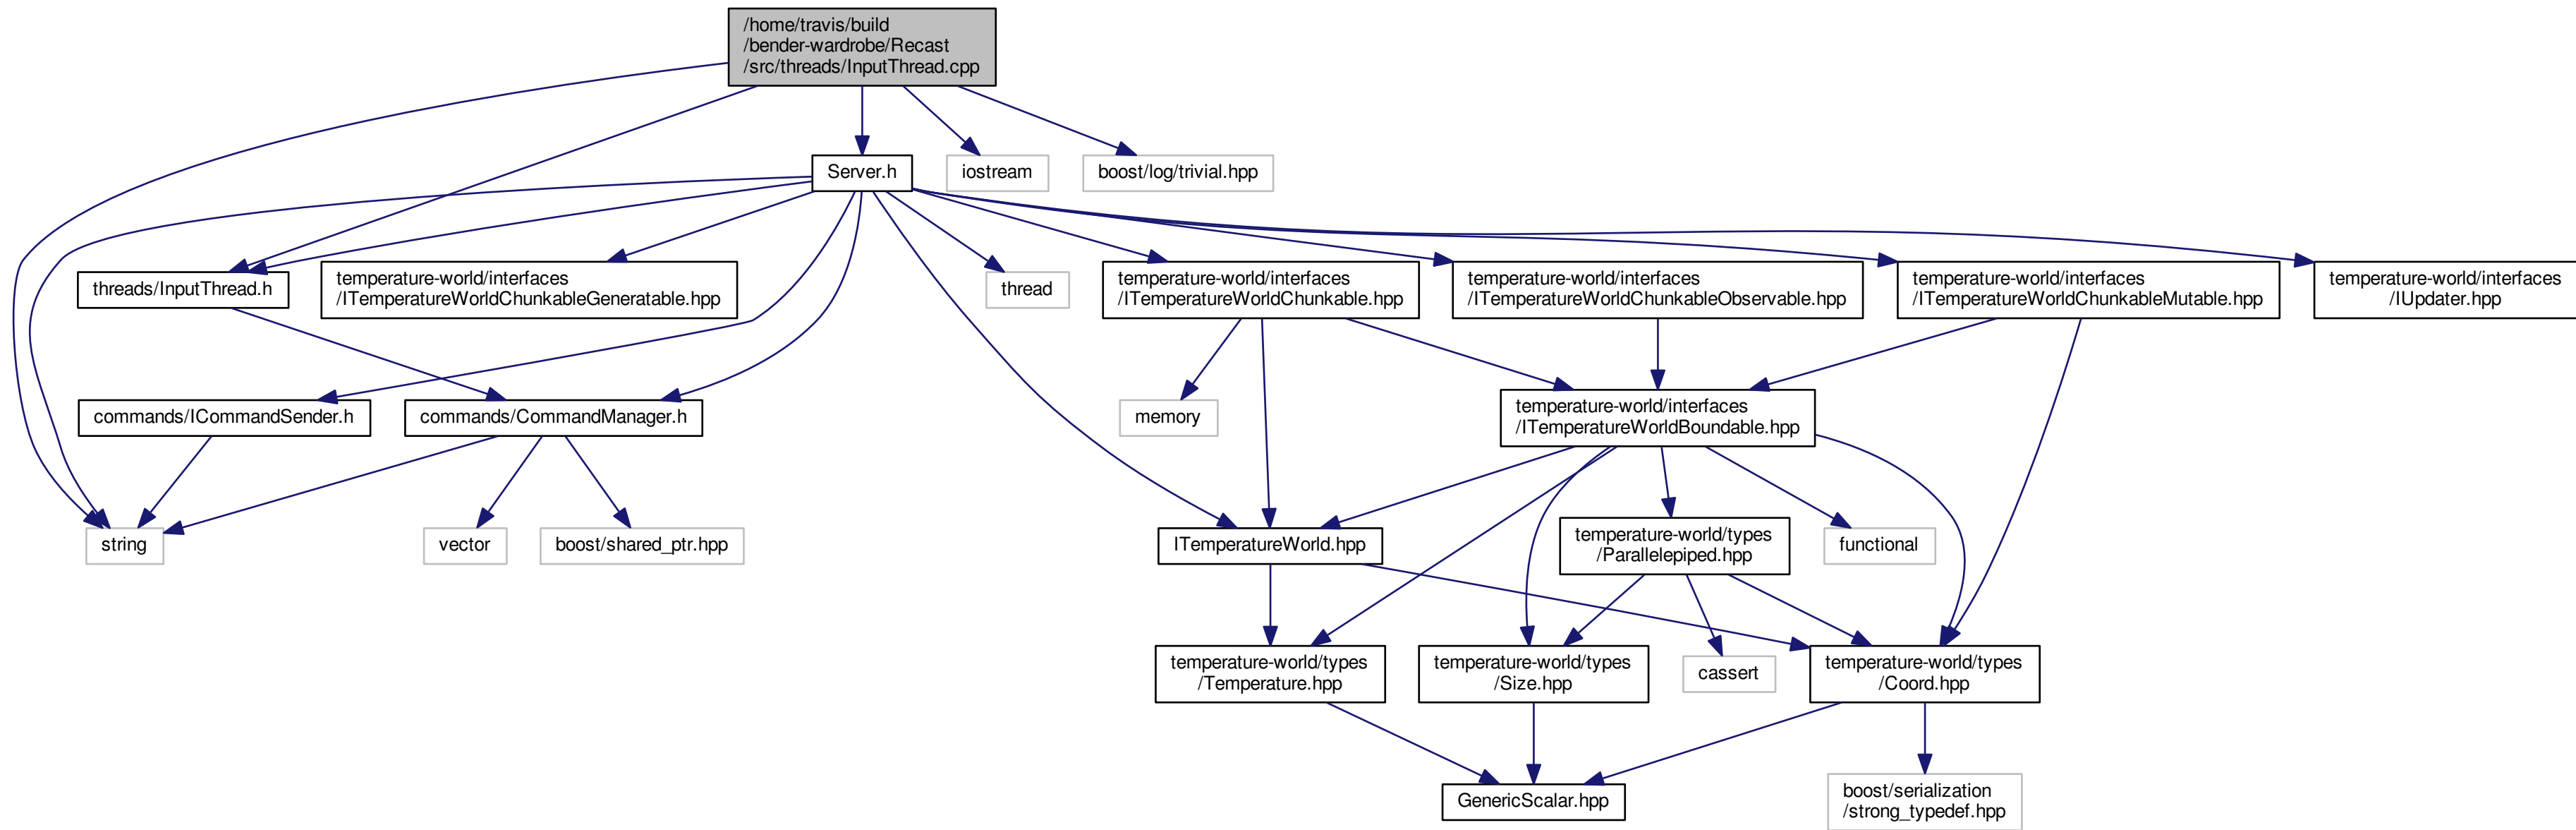 /home/travis/build
/bender-wardrobe/Recast
/src/threads/InputThread.cpp
Server.h
iostream
boost/log/trivial.hpp
threads/InputThread.h
temperature-world/interfaces
/ITemperatureWorldChunkableGeneratable.hpp
thread
temperature-world/interfaces
/ITemperatureWorldChunkable.hpp
temperature-world/interfaces
/ITemperatureWorldChunkableObservable.hpp
temperature-world/interfaces
/ITemperatureWorldChunkableMutable.hpp
temperature-world/interfaces
/IUpdater.hpp
commands/ICommandSender.h
commands/CommandManager.h
memory
temperature-world/interfaces
/ITemperatureWorldBoundable.hpp
string
vector
boost/shared_ptr.hpp
ITemperatureWorld.hpp
temperature-world/types
/Parallelepiped.hpp
functional
temperature-world/types
/Temperature.hpp
temperature-world/types
/Size.hpp
cassert
temperature-world/types
/Coord.hpp
GenericScalar.hpp
boost/serialization
/strong_typedef.hpp